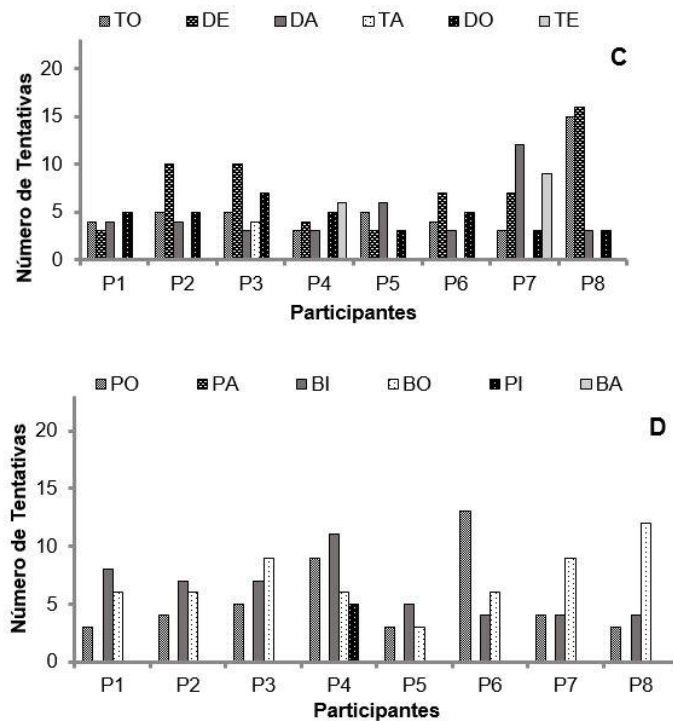 TO DE DA TA DO TE
C
20
15
10
5
0
Número de Tentativas
P1 P2 P3 P4 P5 P6 P7 P8
Participantes
PO PA BI BO PI BA
D
20
15
10
5
0
Número de Tentativas
P1 P2 P3 P4 P5 P6 P7 P8
Participantes